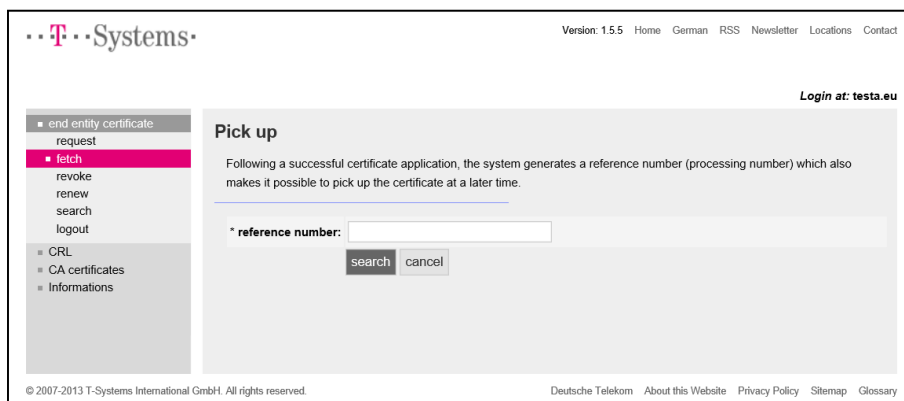 · · T · · Systems ·
Version: 1.5.5 Home German RSS Newsletter Locations Contact
Login at: testa.eu
end entity certificate
request
fetch
revoke
renew
search
logout
CRL
CA certificates
Informations
Pick up
Following a successful certificate application, the system generates a reference number (processing number) which also
makes it possible to pick up the certificate at a later time.
* reference number:
search cancel
© 2007-2013 T-Systems International GmbH. All rights reserved.
Deutsche Telekom About this Website Privacy Policy Sitemap Glossary